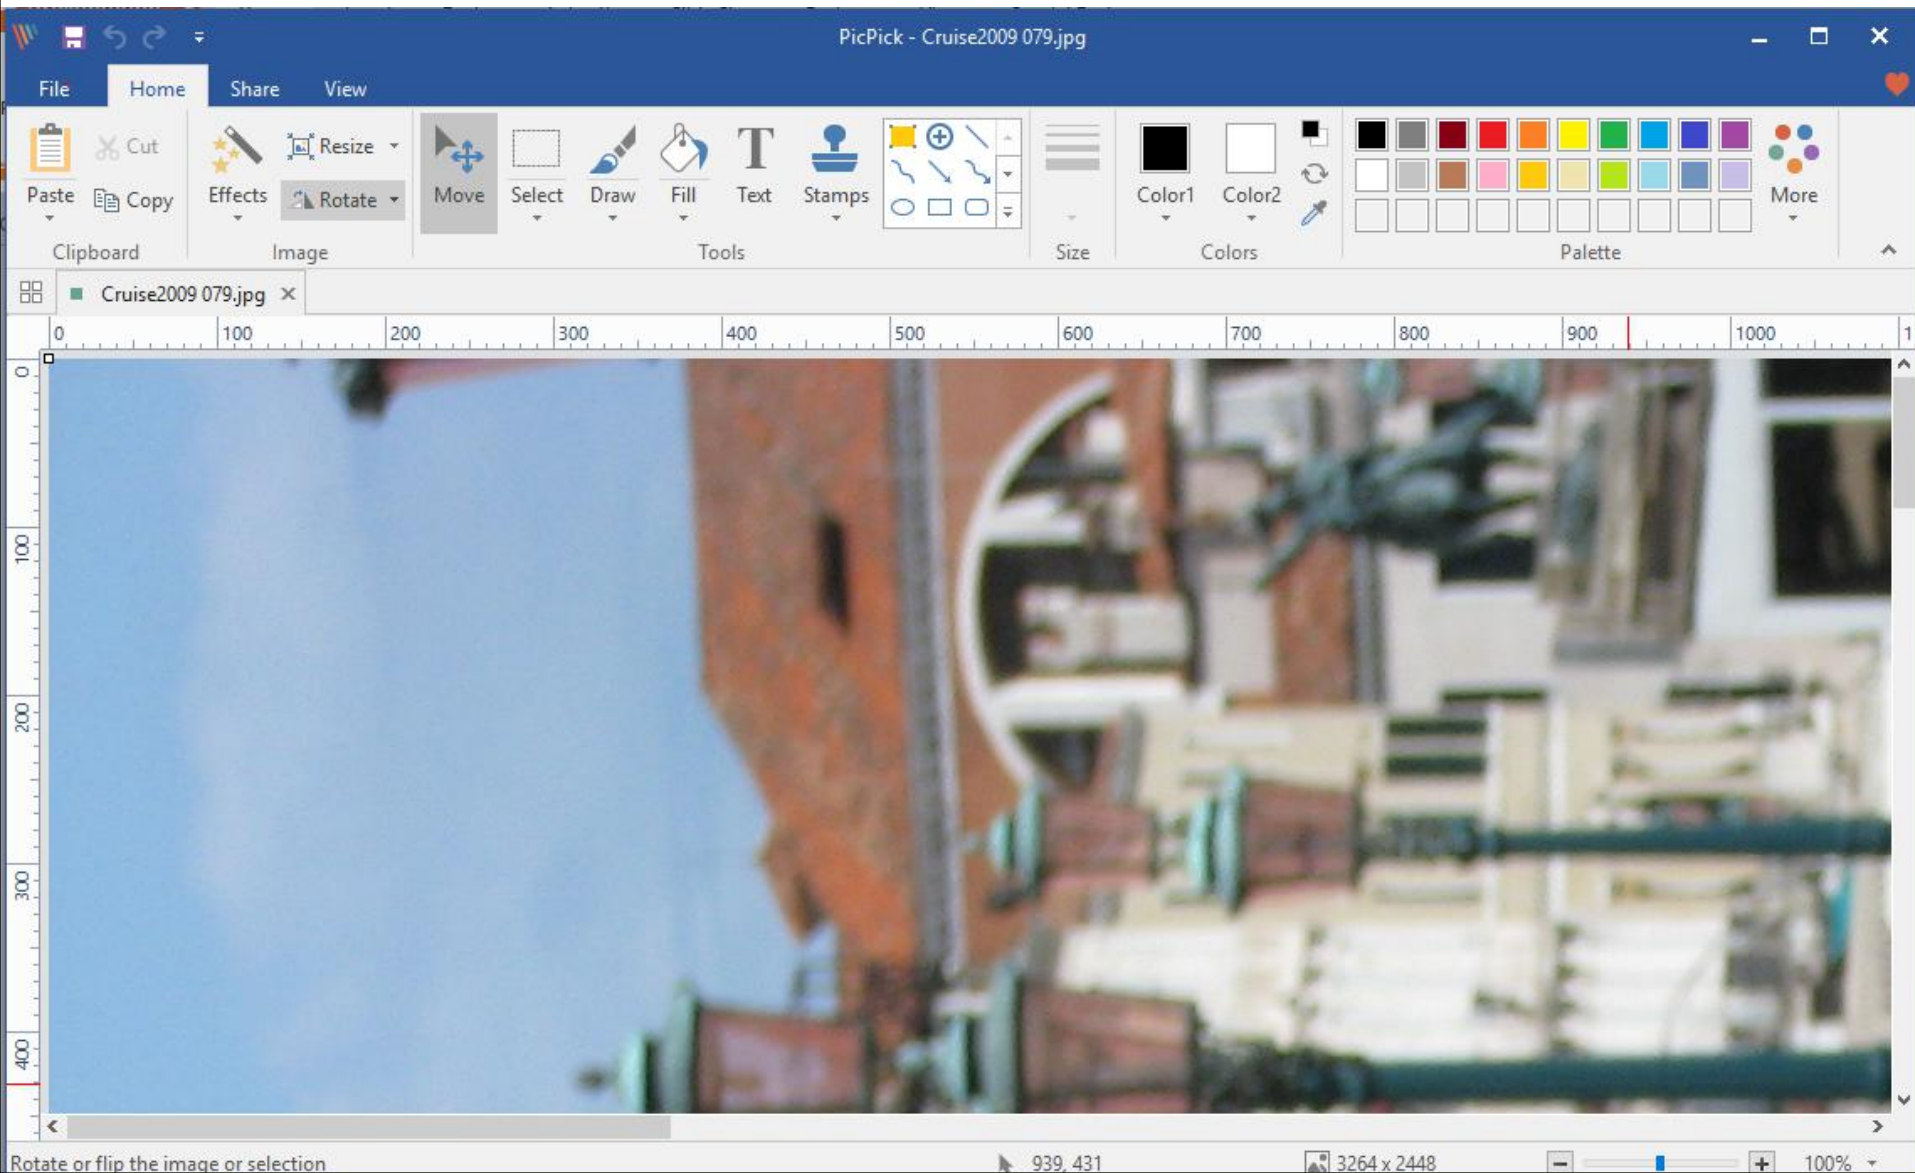 PicPick - Cruise2009 079.jpg
File Home Share View
Paste
Cut
Copy
Clipboard
Effects
Resize
Rotate
Image
Move
Select
Draw
Fill
Text
Stamps
Tools
Size
Color1
Color2
Colors
More
Palette
Cruise2009 079.jpg
0 100 200 300 400 500 600 700 800 900 1000 1
0
100
200
300
400
Rotate or flip the image or selection 939, 431 3264 x 2448 100%